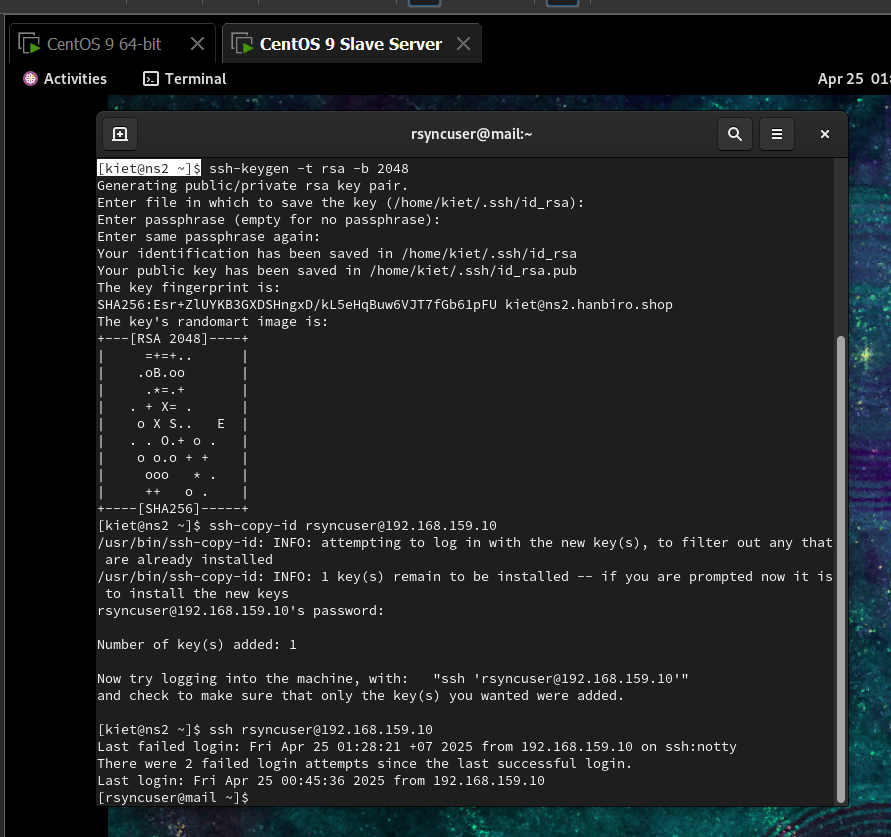 CentOS 9 64-bit
CentOS 9 Slave Server
Activities
Terminal
Apr 25 01:
rsyncuser@mail:~
[kiet@ns2 ~]$ ssh-keygen -t rsa -b 2048
Generating public/private rsa key pair.
Enter file in which to save the key (/home/kiet/.ssh/id_rsa):
Enter passphrase (empty for no passphrase):
Enter same passphrase again:
Your identification has been saved in /home/kiet/.ssh/id_rsa
Your public key has been saved in /home/kiet/.ssh/id_rsa.pub
The key fingerprint is:
SHA256:Esr+ZlUYKB3GXDSHngxD/kL5eHqBuw6VJT7fGb61pFU kiet@ns2.hanbiro.shop
The key's randomart image is:
+---[RSA 2048]----+
|     =+=+..      |
|    .oB.oo       |
|     .*=.+       |
|   . + X= .      |
|    o X S..   E  |
|   . . O.+ o .   |
|    o o.o + +    |
|     ooo   * .   |
|     ++   o .    |
+----[SHA256]-----+
[kiet@ns2 ~]$ ssh-copy-id rsyncuser@192.168.159.10
/usr/bin/ssh-copy-id: INFO: attempting to log in with the new key(s), to filter out any that
 are already installed
/usr/bin/ssh-copy-id: INFO: 1 key(s) remain to be installed -- if you are prompted now it is
 to install the new keys
rsyncuser@192.168.159.10's password:
Number of key(s) added: 1
Now try logging into the machine, with:   "ssh 'rsyncuser@192.168.159.10'"
and check to make sure that only the key(s) you wanted were added.
[kiet@ns2 ~]$ ssh rsyncuser@192.168.159.10
Last failed login: Fri Apr 25 01:28:21 +07 2025 from 192.168.159.10 on ssh:notty
There were 2 failed login attempts since the last successful login.
Last login: Fri Apr 25 00:45:36 2025 from 192.168.159.10
[rsyncuser@mail ~]$